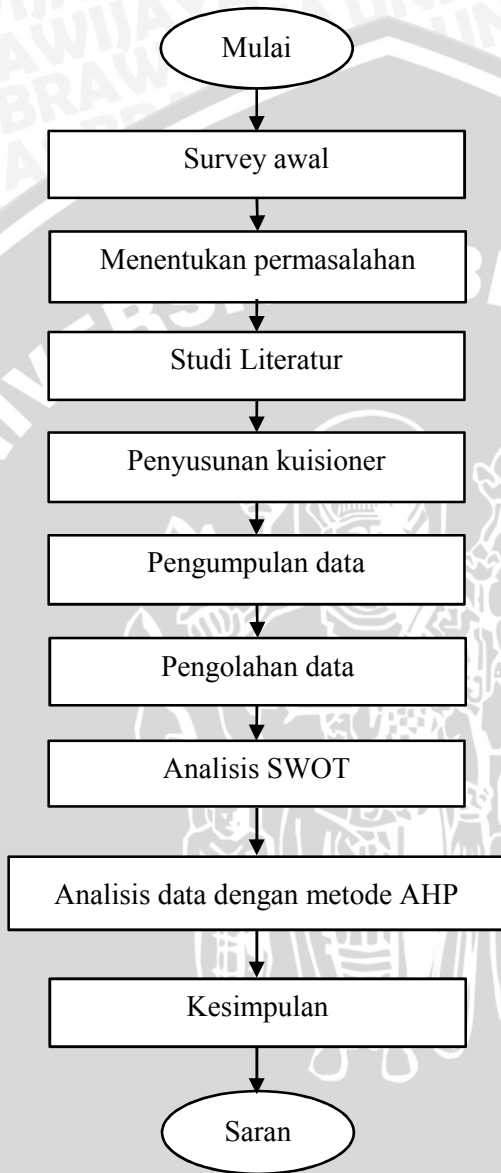 Mulai
Survey awal
Menentukan permasalahan
Studi Literatur
Penyusunan kuisioner
Pengumpulan data
Pengolahan data
Analisis SWOT
Analisis data dengan metode AHP
Kesimpulan
Saran